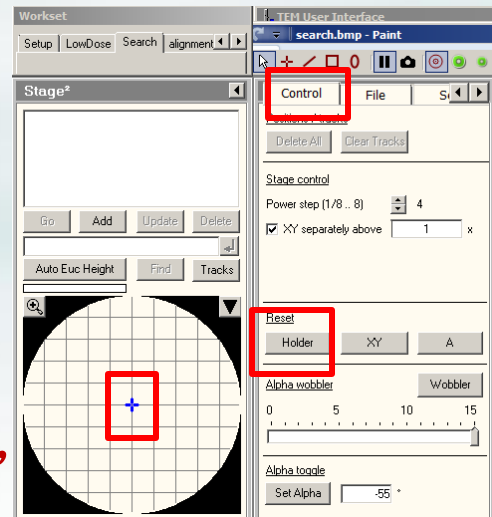 Workset
TEM User Interface
search.bmp - Paint
Setup LowDose Search alignment
Stage²
Control File
Delete All Clear Tracks
Stage control
Power step (1/8 .. 8) 4
XY separately above 1 x
Go Add Update Delete
Auto Euc Height Find Tracks
Reset
Holder XY A
Alpha wobbler Wobbler
0 5 10 15
Alpha toggle
Set Alpha -55 °
,